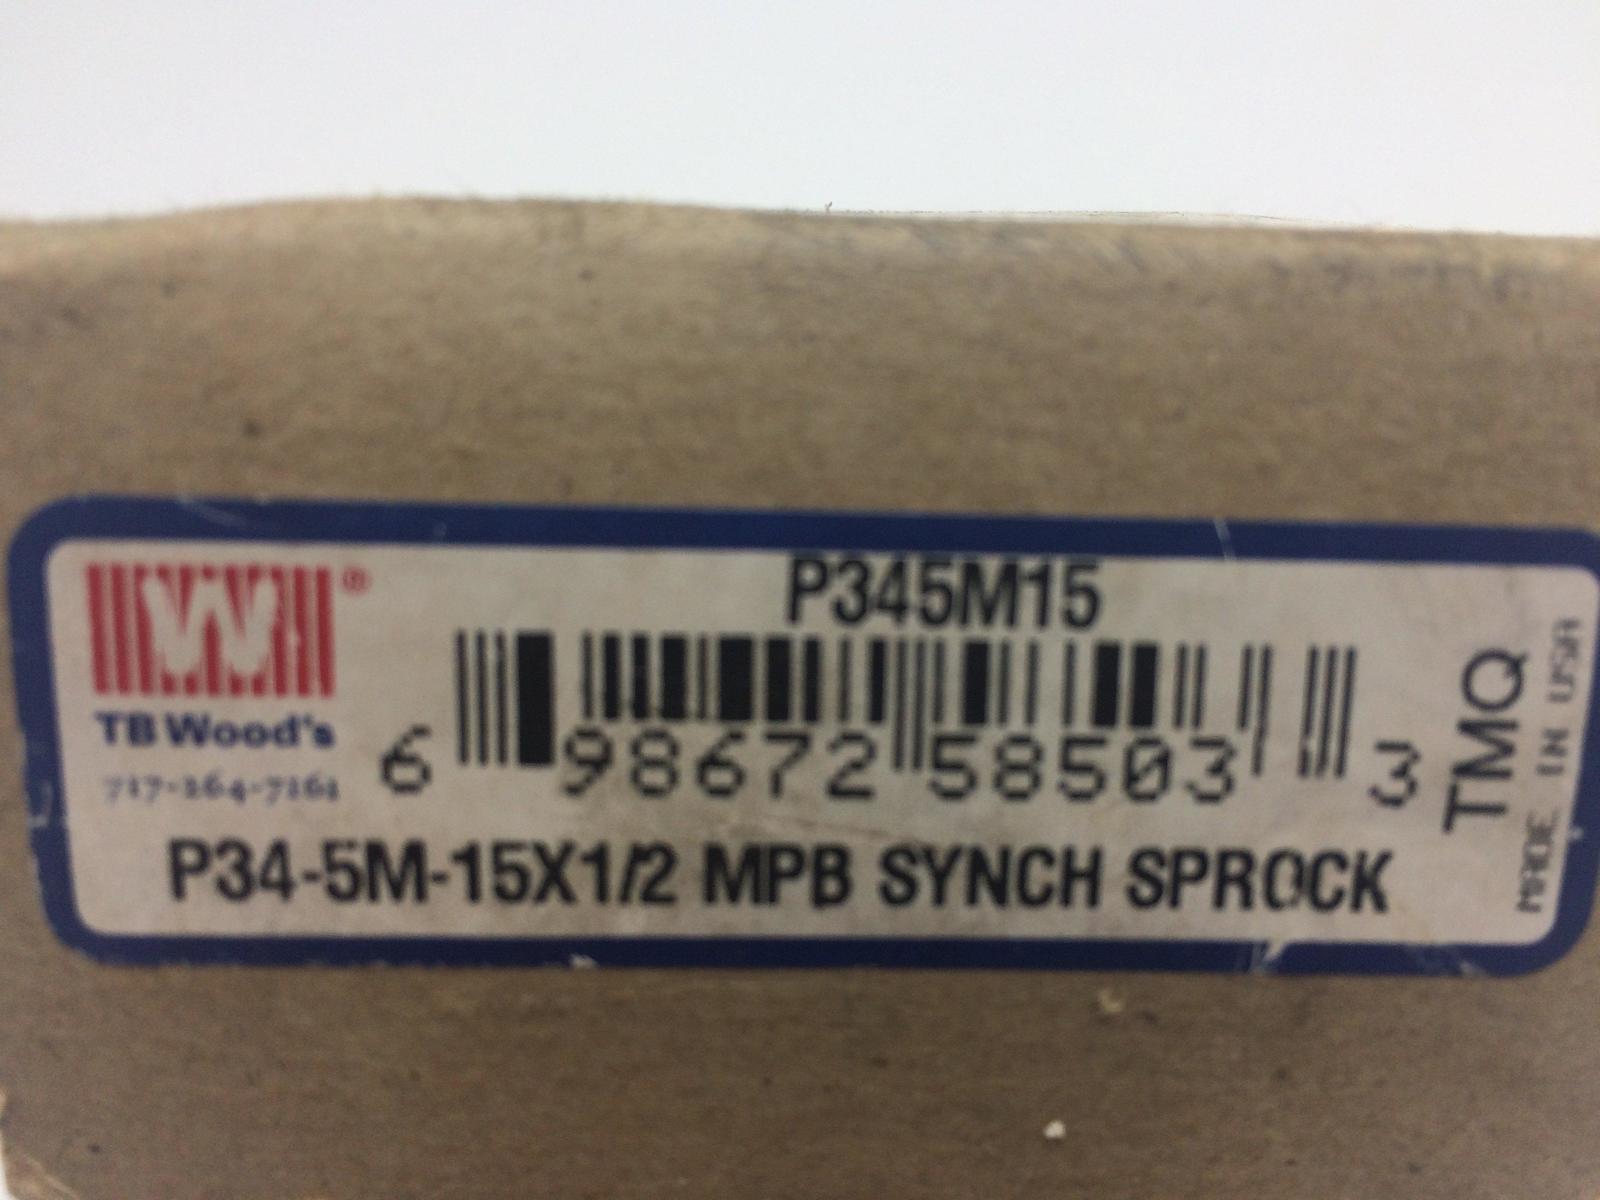 P345M15
W®
TB Wood's
717-264-7161
6 98672 58503 3
P34-5M-15X1/2 MPB SYNCH SPROCK
TMQ
MADE IN USA